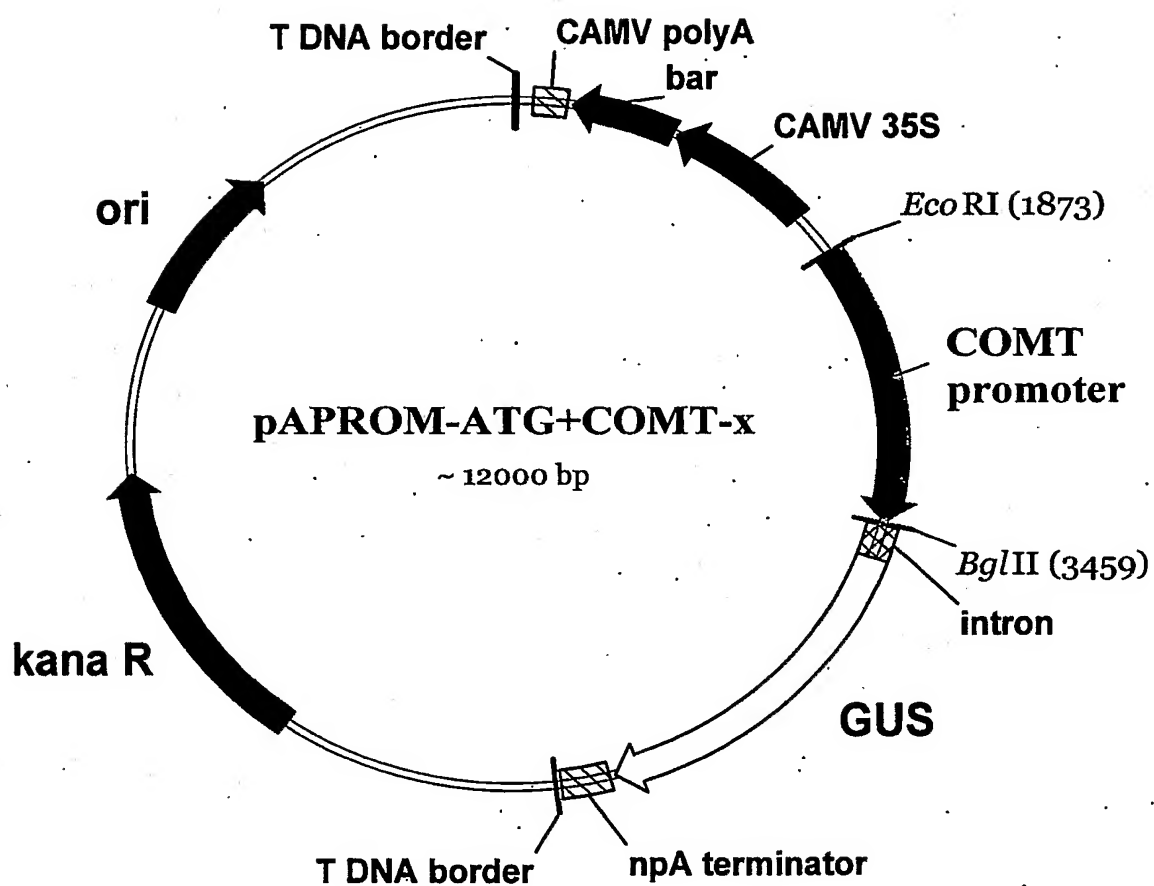 T DNA border
CAMV polyA
bar
CAMV 35S
EcoRI (1873)
ori
COMT
promoter
pAPROM-ATG+COMT-x
~ 12000 bp
BglII (3459)
intron
kana R
GUS
T DNA border
npA terminator